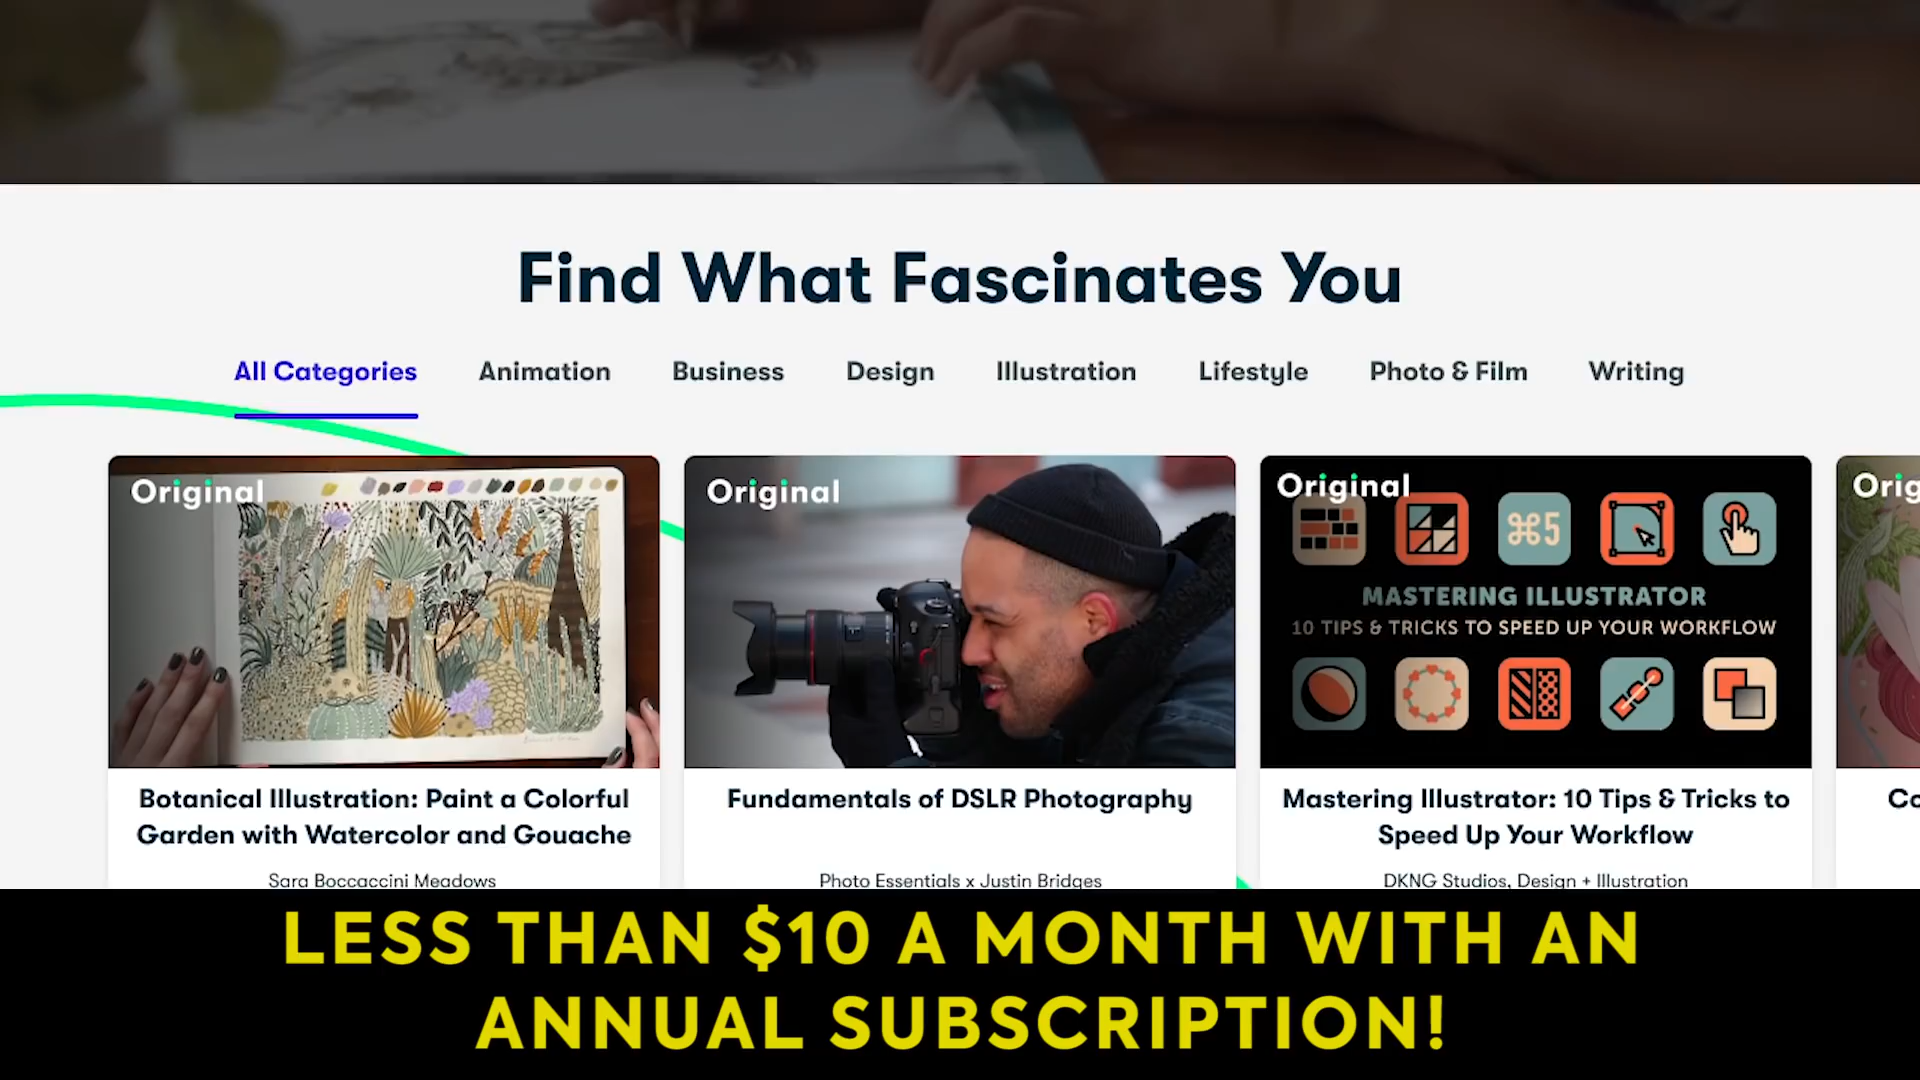 Find What Fascinates You
All Categories Animation Business Design Illustration Lifestyle Photo & Film Writing
Original
Original
Original
⌘5
MASTERING ILLUSTRATOR
10 TIPS & TRICKS TO SPEED UP YOUR WORKFLOW
Orig
Botanical Illustration: Paint a Colorful
Garden with Watercolor and Gouache
Sara Boccaccini Meadows
Fundamentals of DSLR Photography
Photo Essentials x Justin Bridges
Mastering Illustrator: 10 Tips & Tricks to
Speed Up Your Workflow
DKNG Studios, Design + Illustration
Co
LESS THAN $10 A MONTH WITH AN
ANNUAL SUBSCRIPTION!